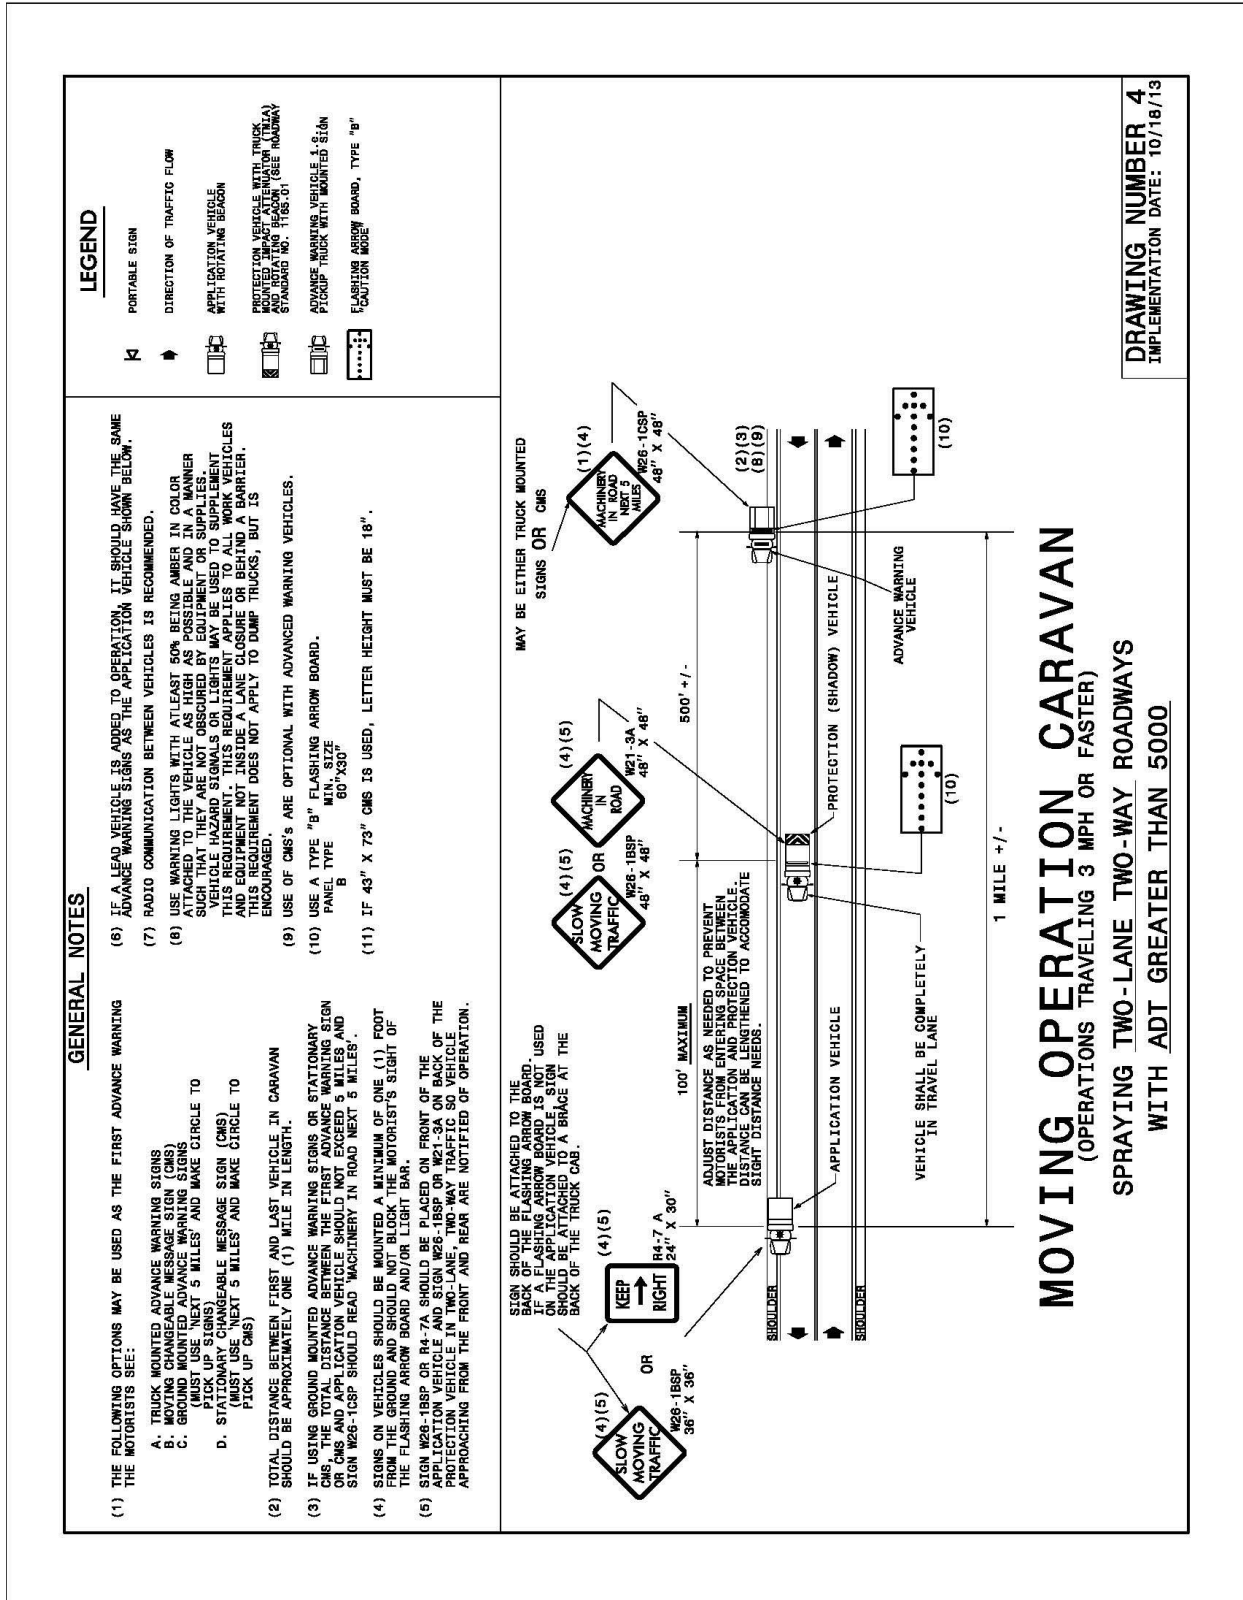 GENERAL NOTES
(1) THE FOLLOWING OPTIONS MAY BE USED AS THE FIRST ADVANCE WARNING
THE MOTORISTS SEE:
A. TRUCK MOUNTED ADVANCE WARNING SIGNS
B. MOVING CHANGEABLE MESSAGE SIGN (CMS)
C. GROUND MOUNTED ADVANCE WARNING SIGNS
(MUST USE 'NEXT 5 MILES' AND MAKE CIRCLE TO
PICK UP SIGNS)
D. STATIONARY CHANGEABLE MESSAGE SIGN (CMS)
(MUST USE 'NEXT 5 MILES' AND MAKE CIRCLE TO
PICK UP CMS)
(2) TOTAL DISTANCE BETWEEN FIRST AND LAST VEHICLE IN CARAVAN
SHOULD BE APPROXIMATELY ONE (1) MILE IN LENGTH.
(3) IF USING GROUND MOUNTED ADVANCE WARNING SIGNS OR STATIONARY
CMS, THE TOTAL DISTANCE BETWEEN THE FIRST ADVANCE WARNING SIGN
OR CMS AND APPLICATION VEHICLE SHOULD NOT EXCEED 5 MILES AND
SIGN W26-1CSP SHOULD READ 'MACHINERY IN ROAD NEXT 5 MILES'.
(4) SIGNS ON VEHICLES SHOULD BE MOUNTED A MINIMUM OF ONE (1) FOOT
FROM THE GROUND AND SHOULD NOT BLOCK THE MOTORIST'S SIGHT OF
THE FLASHING ARROW BOARD AND/OR LIGHT BAR.
(5) SIGN W26-1BSP OR R4-7A SHOULD BE PLACED ON FRONT OF THE
APPLICATION VEHICLE AND SIGN W26-1BSP OR W21-3A ON BACK OF THE
PROTECTION VEHICLE IN TWO-LANE, TWO-WAY TRAFFIC SO VEHICLE
APPROACHING FROM THE FRONT AND REAR ARE NOTIFIED OF OPERATION.
(6) IF A LEAD VEHICLE IS ADDED TO OPERATION, IT SHOULD HAVE THE SAME
ADVANCE WARNING SIGNS AS THE APPLICATION VEHICLE SHOWN BELOW.
(7) RADIO COMMUNICATION BETWEEN VEHICLES IS RECOMMENDED.
(8) USE WARNING LIGHTS WITH ATLEAST 50% BEING AMBER IN COLOR
ATTACHED TO THE VEHICLE AS HIGH AS POSSIBLE AND IN A MANNER
SUCH THAT THEY ARE NOT OBSCURED BY EQUIPMENT OR SUPPLIES.
VEHICLE HAZARD SIGNALS OR LIGHTS MAY BE USED TO SUPPLEMENT
THIS REQUIREMENT. THIS REQUIREMENT APPLIES TO ALL WORK VEHICLES
AND EQUIPMENT NOT INSIDE A LANE CLOSURE OR BEHIND A BARRIER.
THIS REQUIREMENT DOES NOT APPLY TO DUMP TRUCKS, BUT IS
ENCOURAGED.
(9) USE OF CMS's ARE OPTIONAL WITH ADVANCED WARNING VEHICLES.
(10) USE A TYPE "B" FLASHING ARROW BOARD.
PANEL TYPE MIN. SIZE
B 60"X30"
(11) IF 43" X 73" CMS IS USED, LETTER HEIGHT MUST BE 18".
LEGEND
PORTABLE SIGN
DIRECTION OF TRAFFIC FLOW
APPLICATION VEHICLE
WITH ROTATING BEACON
PROTECTION VEHICLE WITH TRUCK
MOUNTED IMPACT ATTENUATOR (TMIA)
AND ROTATING BEACON (SEE ROADWAY
STANDARD NO. 1165.01
ADVANCE WARNING VEHICLE i.e.,
PICKUP TRUCK WITH MOUNTED SIGN
FLASHING ARROW BOARD, TYPE "B"
"CAUTION MODE"
SIGN SHOULD BE ATTACHED TO THE
BACK OF THE FLASHING ARROW BOARD.
IF A FLASHING ARROW BOARD IS NOT USED
ON THE APPLICATION VEHICLE, SIGN
SHOULD BE ATTACHED TO A BRACE AT THE
BACK OF THE TRUCK CAB.
(4)(5)
SLOW
MOVING
TRAFFIC
W26-1BSP
36" X 36"
OR
(4)(5)
KEEP
RIGHT
R4-7 A
24" X 30"
(4)(5)
SLOW
MOVING
TRAFFIC
W26-1BSP
48" X 48"
OR
(4)(5)
MACHINERY
IN
ROAD
W21-3A
48" X 48"
MAY BE EITHER TRUCK MOUNTED
SIGNS OR CMS
(1)(4)
MACHINERY
IN ROAD
NEXT 5
MILES
W26-1CSP
48" X 48"
100' MAXIMUM
500' +/-
ADJUST DISTANCE AS NEEDED TO PREVENT
MOTORISTS FROM ENTERING SPACE BETWEEN
THE APPLICATION AND PROTECTION VEHICLE.
DISTANCE CAN BE LENGTHENED TO ACCOMODATE
SIGHT DISTANCE NEEDS.
(2)(3)
(8)(9)
SHOULDER
SHOULDER
APPLICATION VEHICLE
PROTECTION (SHADOW) VEHICLE
ADVANCE WARNING
VEHICLE
VEHICLE SHALL BE COMPLETELY
IN TRAVEL LANE
(10)
(10)
1 MILE +/-
MOVING OPERATION CARAVAN
(OPERATIONS TRAVELING 3 MPH OR FASTER)
SPRAYING TWO-LANE TWO-WAY ROADWAYS
WITH ADT GREATER THAN 5000
DRAWING NUMBER 4
IMPLEMENTATION DATE: 10/18/13